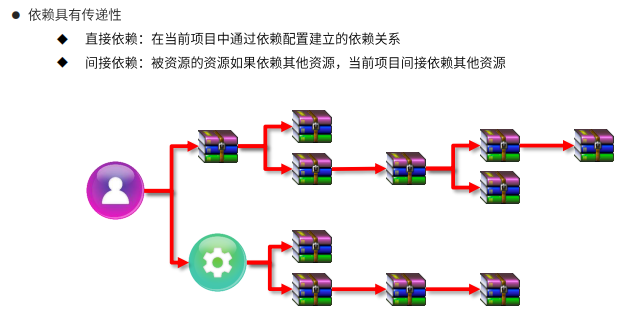 依赖具有传递性
直接依赖：在当前项目中通过依赖配置建立的依赖关系
间接依赖：被资源的资源如果依赖其他资源，当前项目间接依赖其他资源